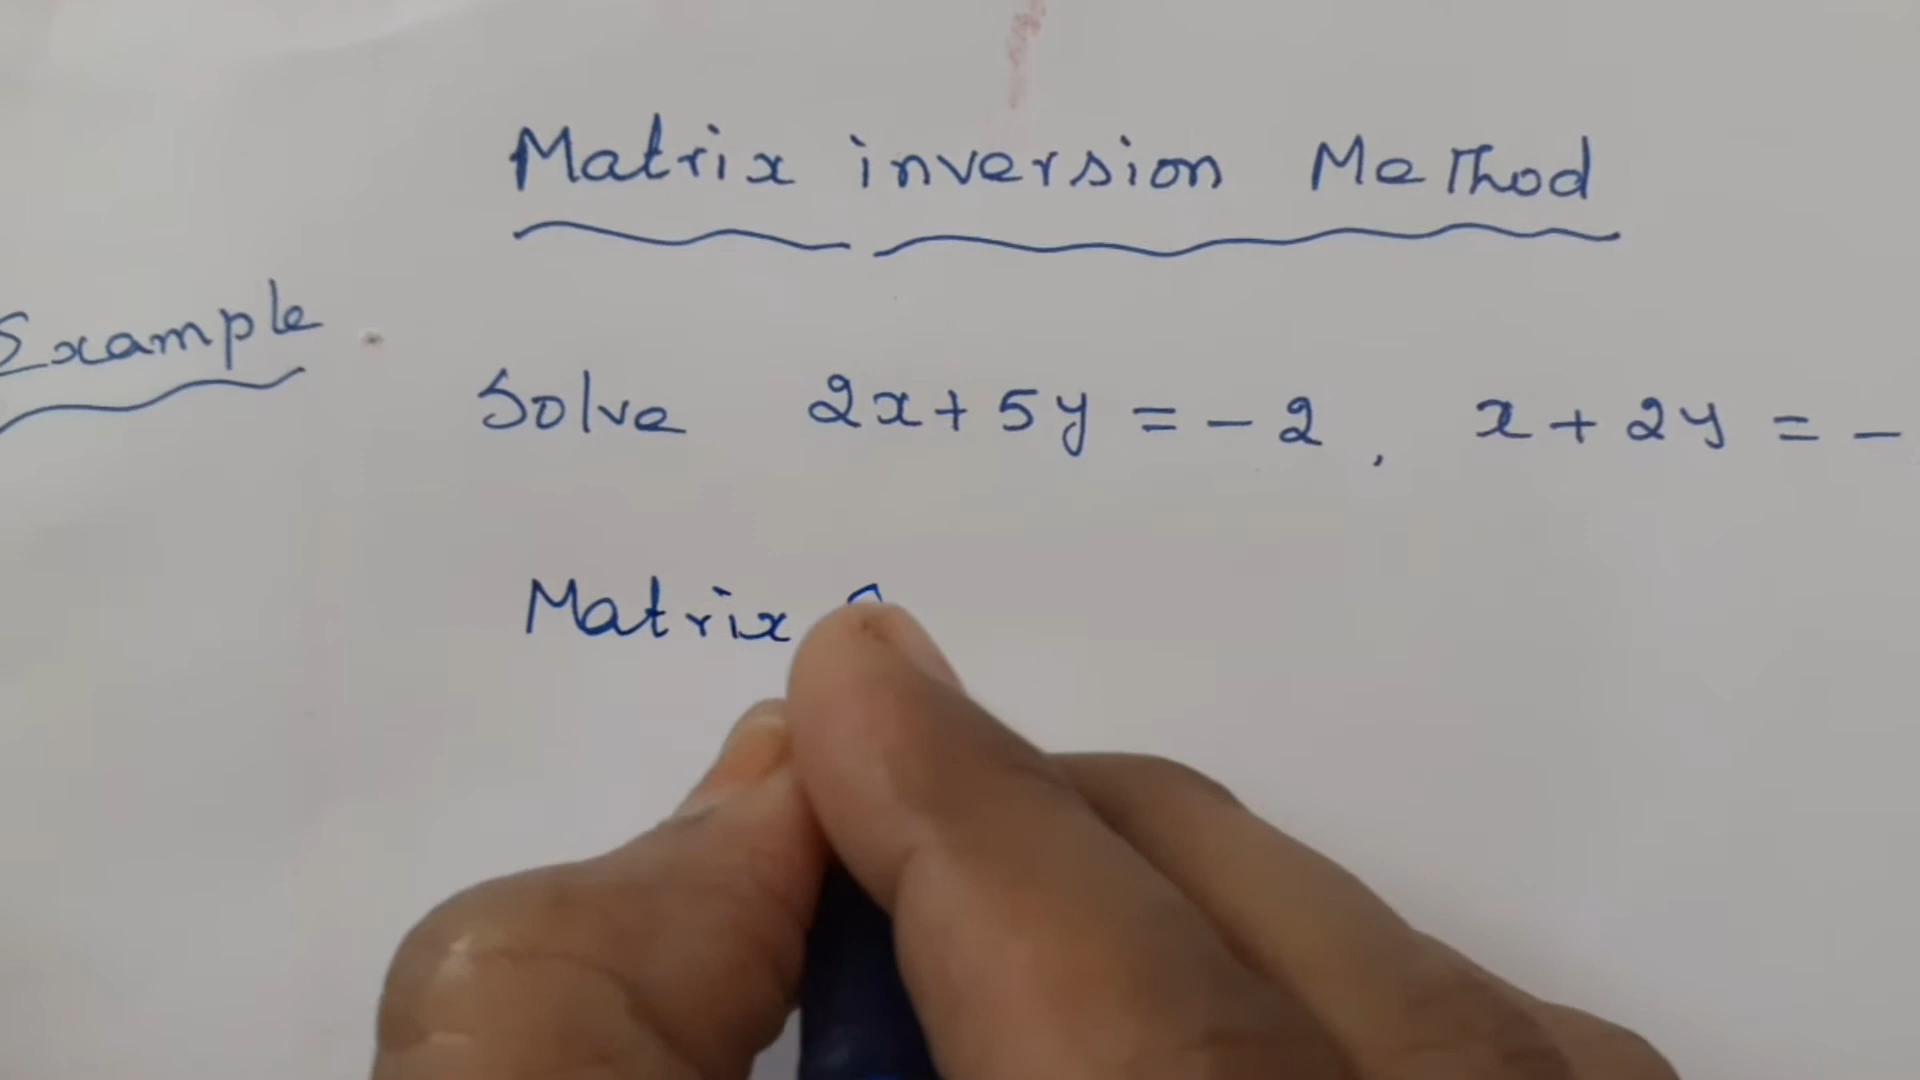 Matrix inversion Method
Example
Solve 2x + 5y = - 2 , x + 2y = -
Matrix